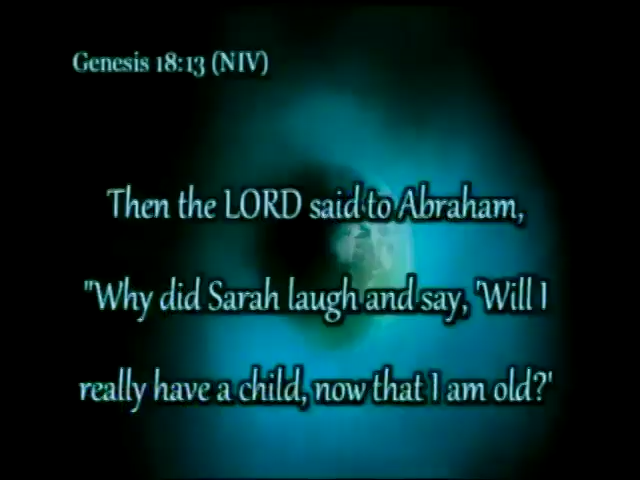 Genesis 18:13 (NIV)
Then the LORD said to Abraham,
"Why did Sarah laugh and say, 'Will I
really have a child, now that I am old?'